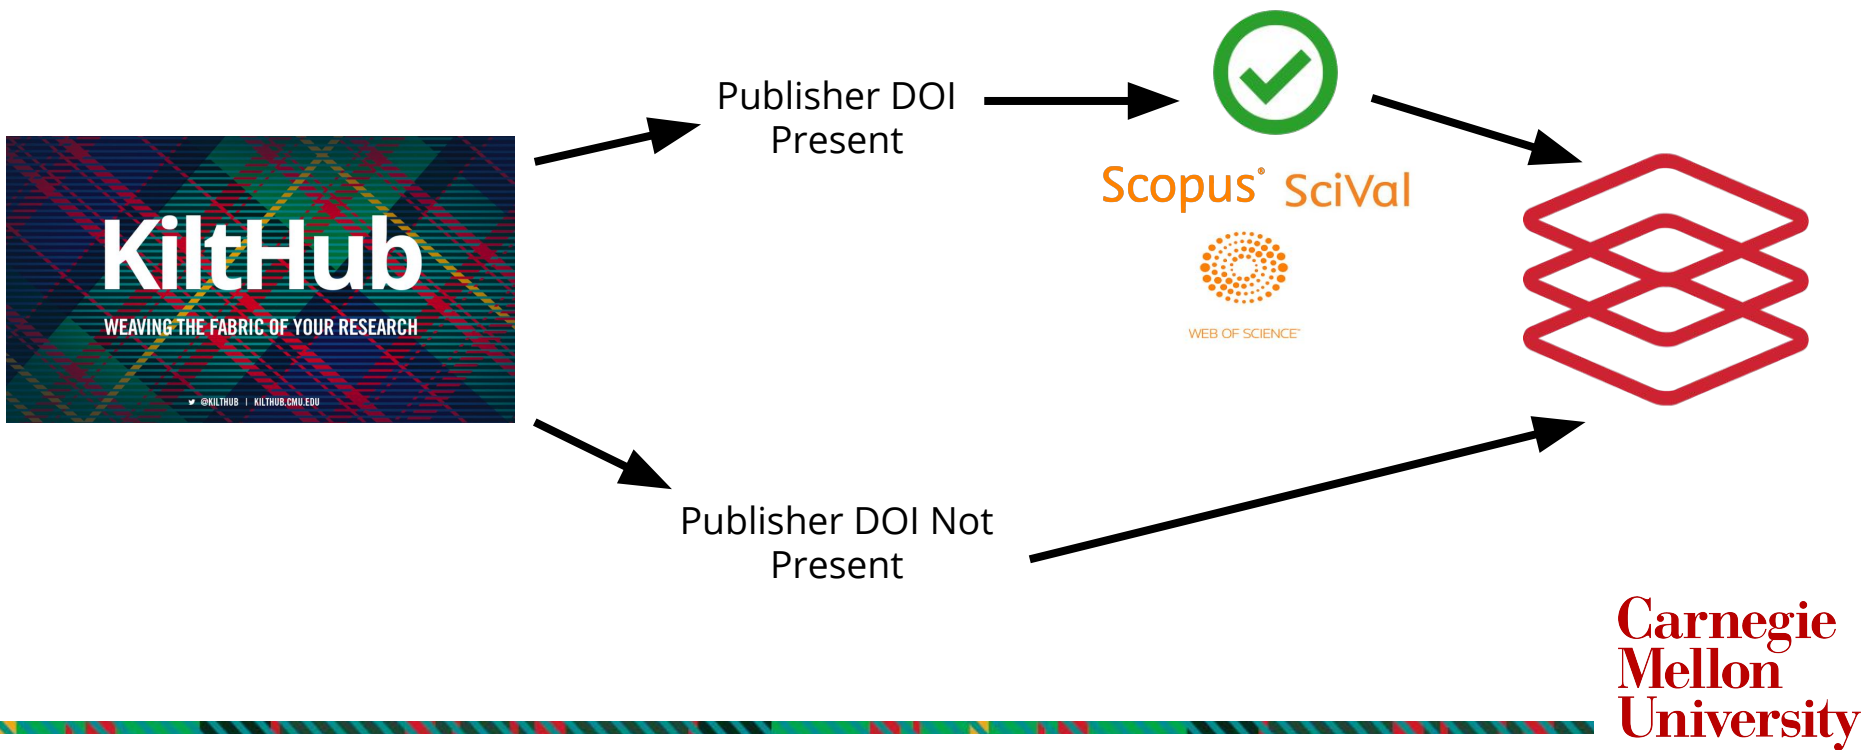 Publisher DOI
Present
Scopus® SciVal
WEB OF SCIENCE™
KiltHub
WEAVING THE FABRIC OF YOUR RESEARCH
@KILTHUB | KILTHUB.CMU.EDU
Publisher DOI Not
Present
Carnegie
Mellon
University